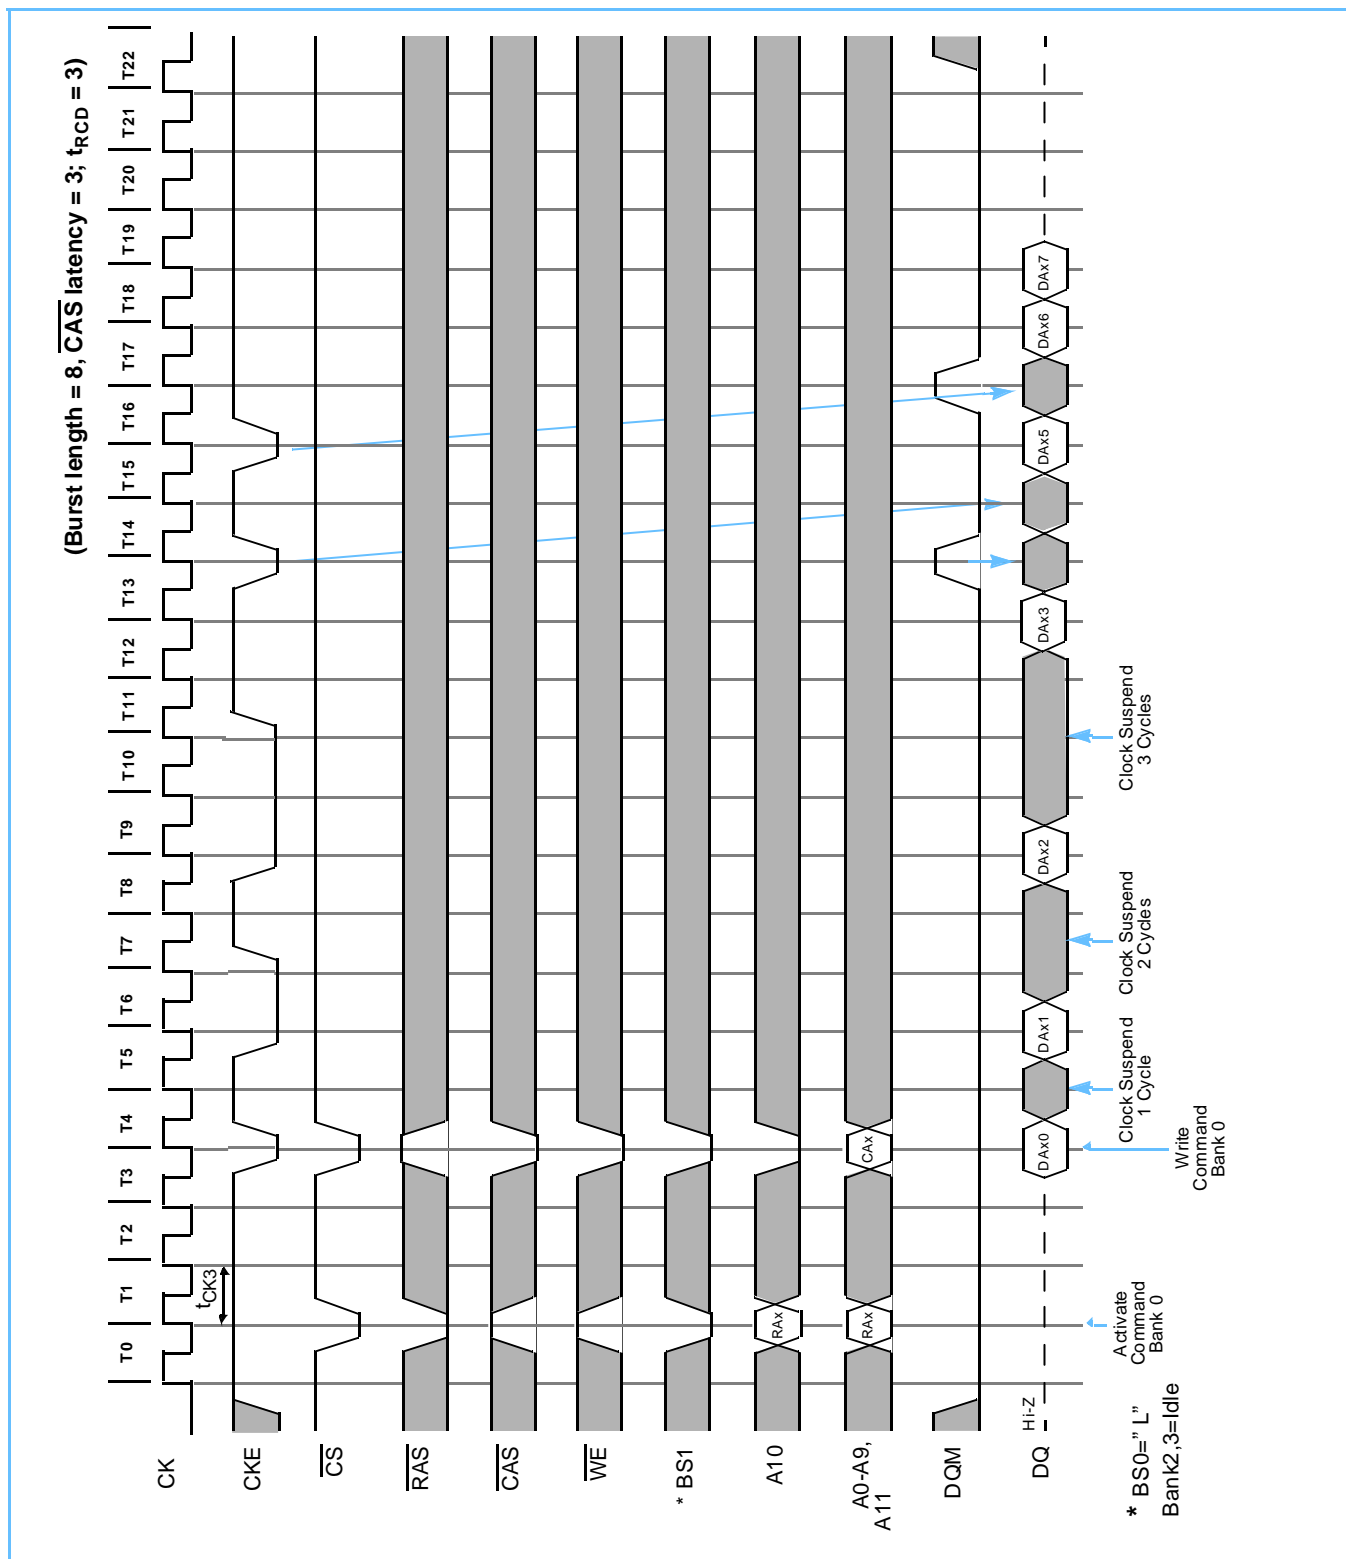 (Burst length = 8, CAS latency = 3; tRCD = 3)
T0 T1 T2 T3 T4 T5 T6 T7 T8 T9 T10 T11 T12 T13 T14 T15 T16 T17 T18 T19 T20 T21 T22
CK
tCK3
CKE
CS
RAS
CAS
WE
* BS1
A10
RAx
A0-A9,
A11
RAx CAx
DQM
DQ
Hi-Z
DAx0 DAx1 DAx2 DAx3 DAx5 DAx6 DAx7
Activate
Command
Bank 0
Write
Command
Bank 0
Clock Suspend
1 Cycle
Clock Suspend
2 Cycles
Clock Suspend
3 Cycles
* BS0=” L”
Bank2,3=Idle